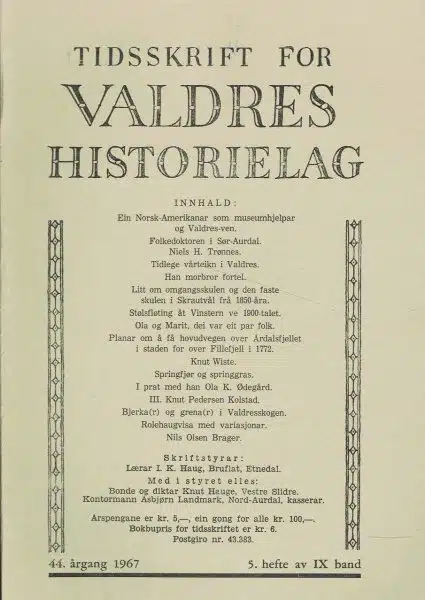 TIDSSKRIFT FOR
VALDRES
HISTORIELAG
INNHALD:
Ein Norsk-Amerikanar som museumhjelpar
og Valdres-ven.
Folkedoktoren i Sør-Aurdal.
Niels H. Trønnes.
Tidlege vårteikn i Valdres.
Han morbror fortel.
Litt om omgangsskulen og den faste
skulen i Skrautvål frå 1850-åra.
Stølsfløting åt Vinstern ve 1900-talet.
Ola og Marit, dei var eit par folk.
Planar om å få hovudvegen over Årdalsfjellet
i staden for over Fillefjell i 1772.
Knut Wiste.
Springfjør og springgras.
I prat med han Ola K. Ødegård.
III. Knut Pedersen Kolstad.
Bjerka(r) og grena(r) i Valdresskogen.
Rolehaugvisa med variasjonar.
Nils Olsen Brager.
Skriftstyrar:
Lærar I. K. Haug, Bruflat, Etnedal.
Med i styret elles:
Bonde og diktar Knut Hauge, Vestre Slidre.
Kontormann Asbjørn Landmark, Nord-Aurdal, kasserar.
Årspengane er kr. 5,—, ein gong for alle kr. 100,—.
Bokbupris for tidsskriftet er kr. 6.
Postgiro nr. 43.383.
44. årgang 1967 5. hefte av IX band